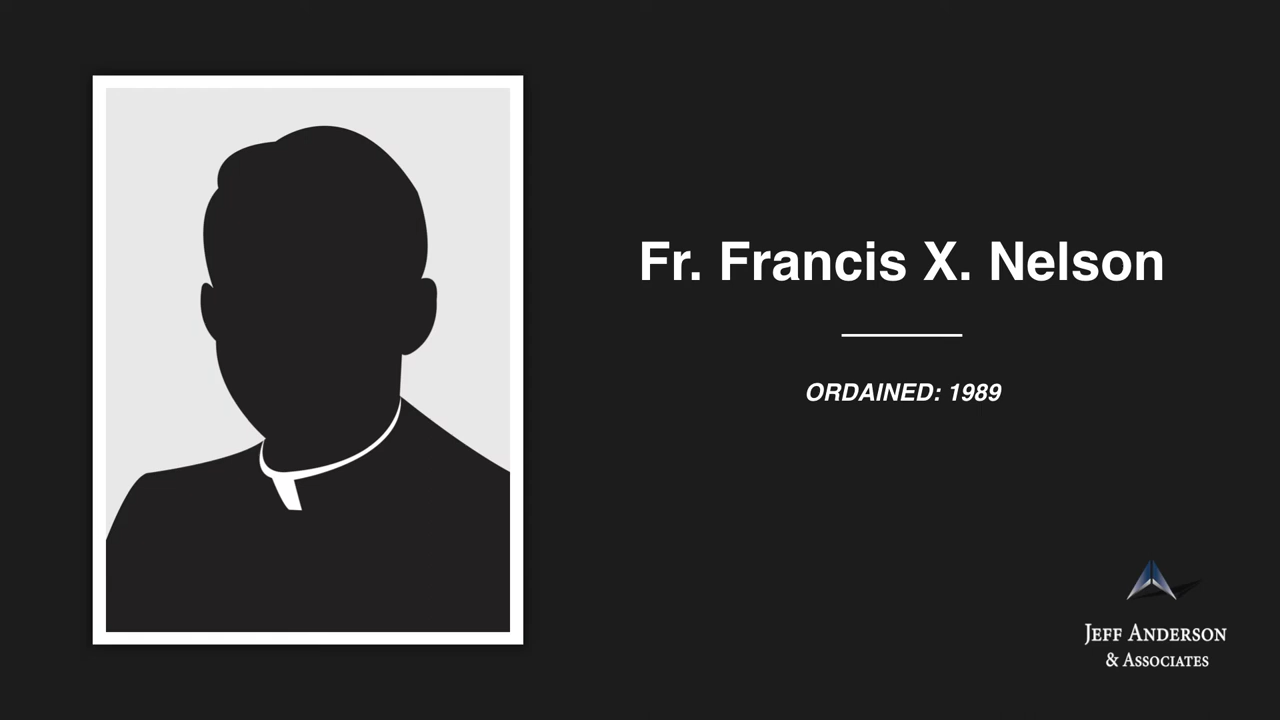 Fr. Francis X. Nelson
ORDAINED: 1989
JEFF ANDERSON
& ASSOCIATES